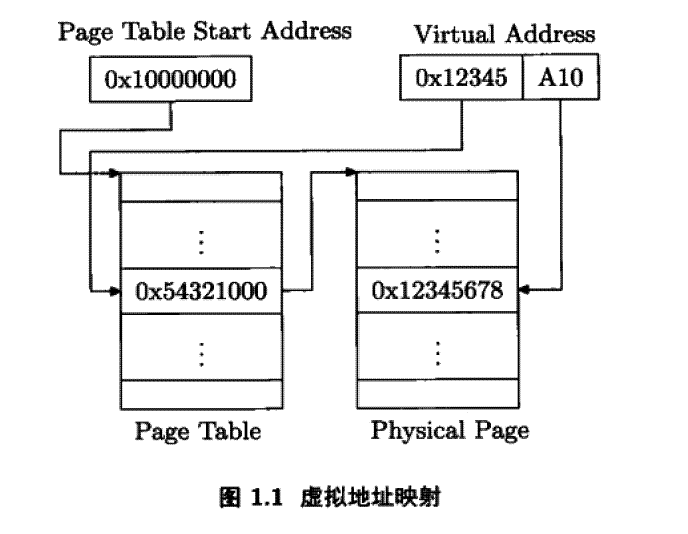 Page Table Start Address
Virtual Address
0x10000000
0x12345 A10
⋮
⋮
0x54321000
0x12345678
⋮
⋮
Page Table
Physical Page
图 1.1 虚拟地址映射